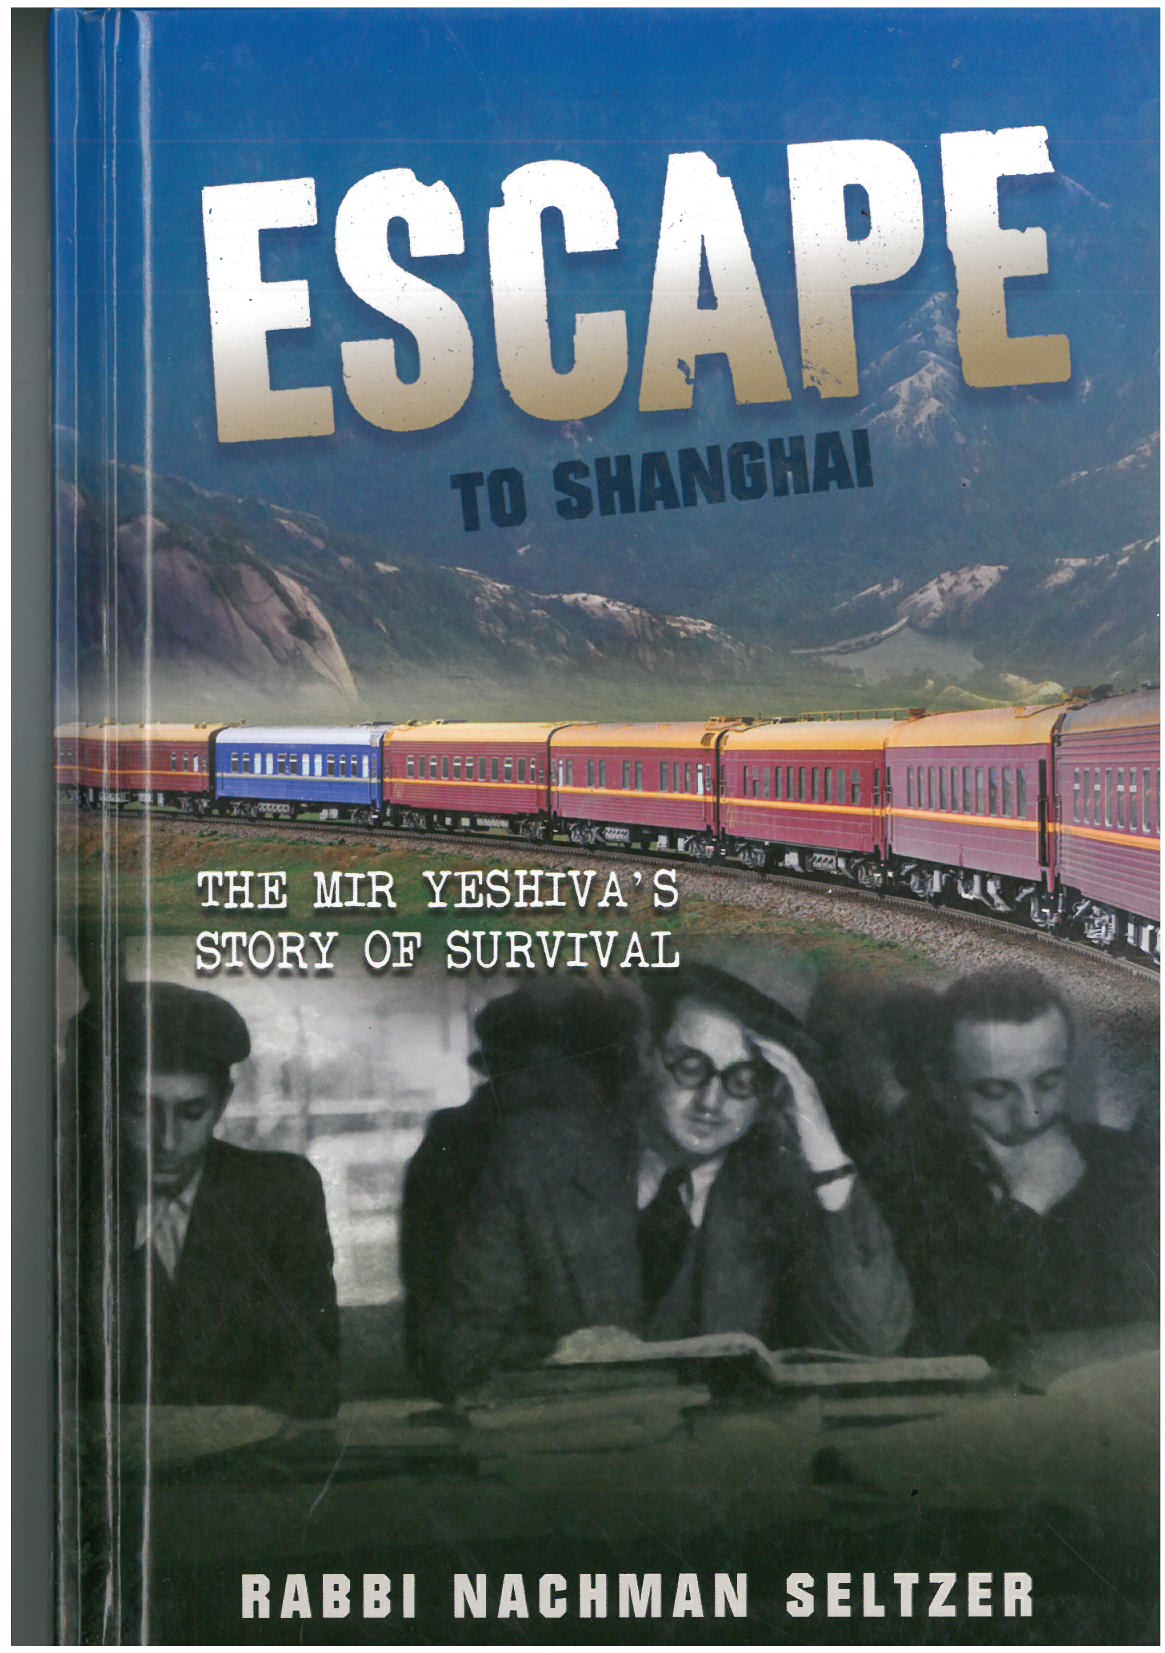 ESCAPE
TO SHANGHAI
THE MIR YESHIVA'S
STORY OF SURVIVAL
RABBI NACHMAN SELTZER